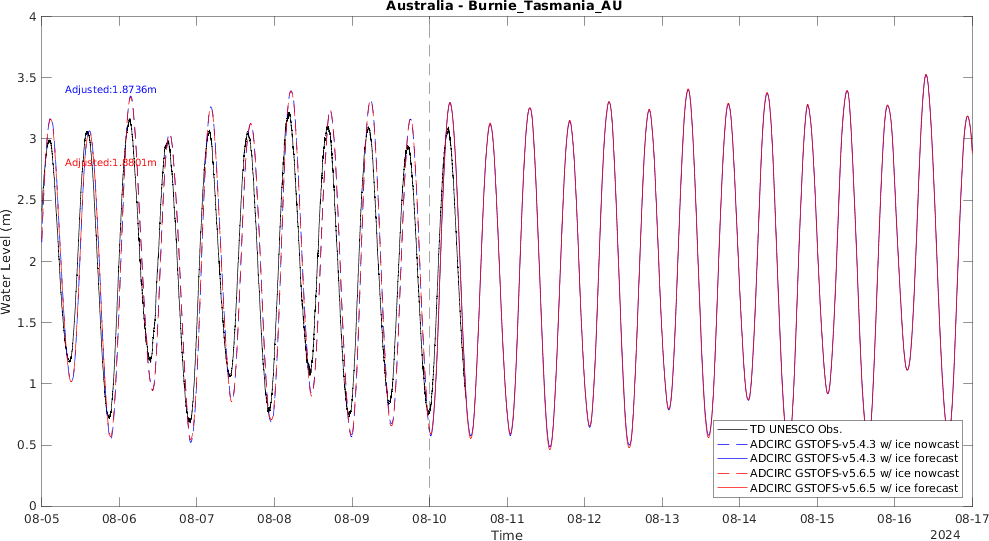 Australia - Burnie_Tasmania_AU
4
3.5
3
2.5
2
1.5
1
0.5
0
Water Level (m)
Adjusted:1.8736m
Adjusted:1.8801m
TD UNESCO Obs.
ADCIRC GSTOFS-v5.4.3 w/ ice nowcast
ADCIRC GSTOFS-v5.4.3 w/ ice forecast
ADCIRC GSTOFS-v5.6.5 w/ ice nowcast
ADCIRC GSTOFS-v5.6.5 w/ ice forecast
08-05 08-06 08-07 08-08 08-09 08-10 08-11 08-12 08-13 08-14 08-15 08-16 08-17
Time
2024